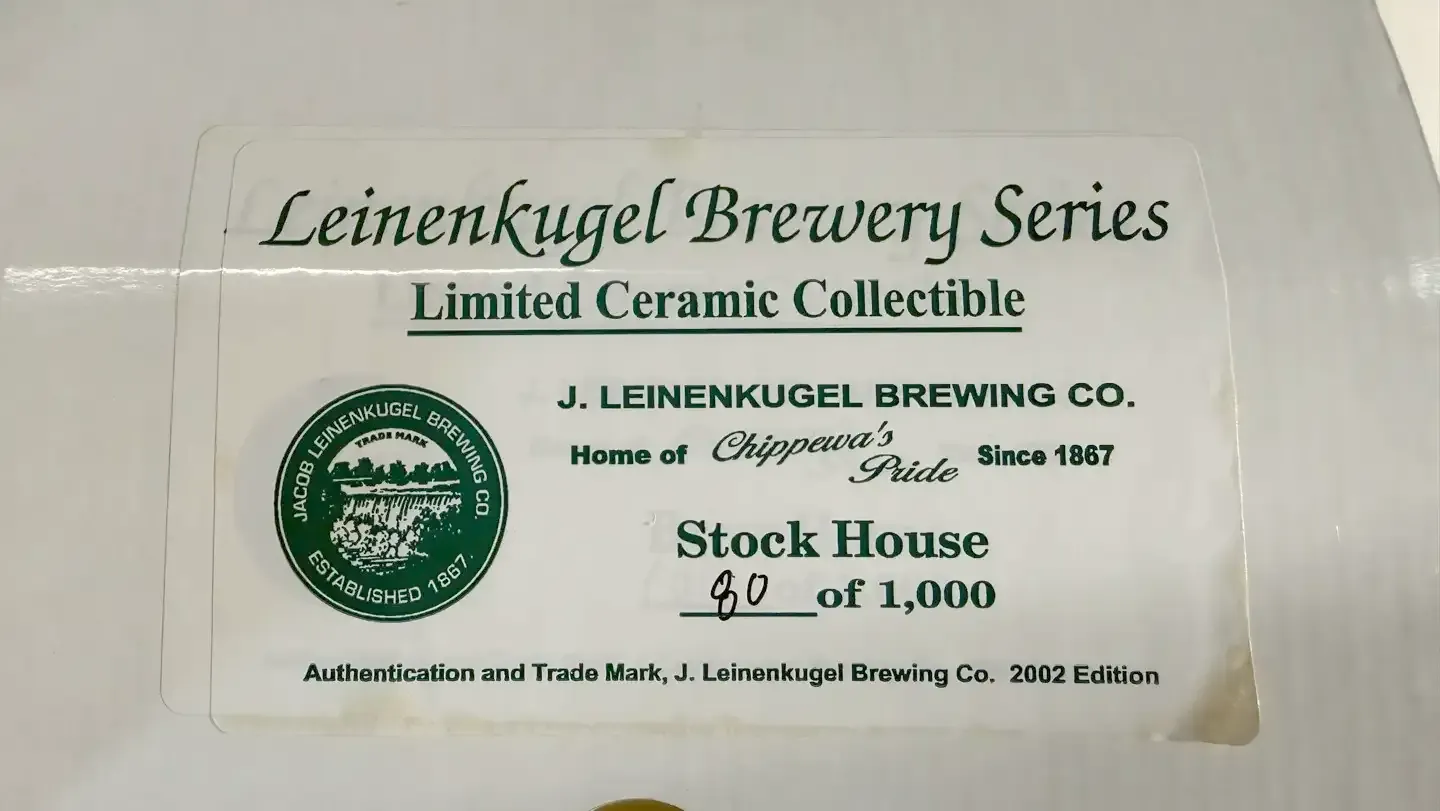 Leinenkugel Brewery Series
Limited Ceramic Collectible
J. LEINENKUGEL BREWING CO.
Home of Chippewa's Pride Since 1867
JACOB LEINENKUGEL BREWING CO
TRADE MARK
ESTABLISHED 1867
Stock House
80 of 1,000
Authentication and Trade Mark, J. Leinenkugel Brewing Co. 2002 Edition